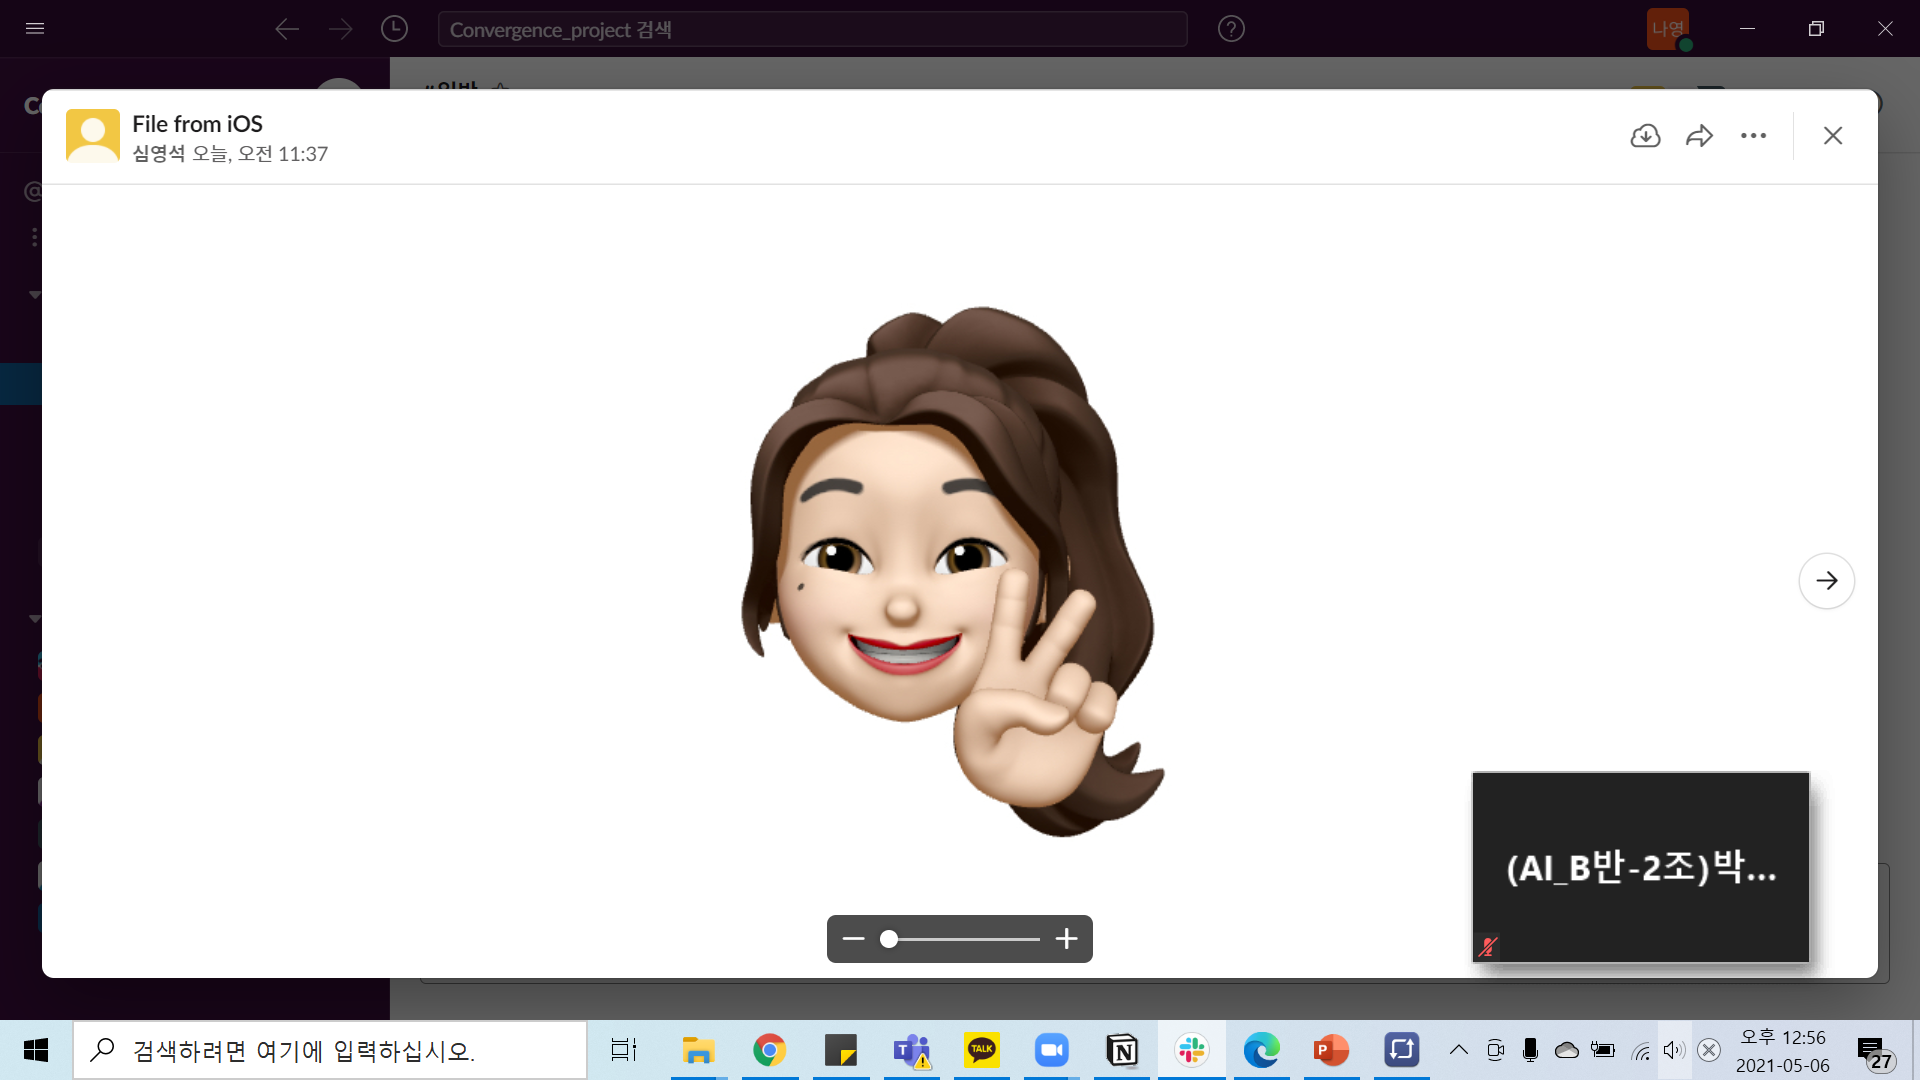 Convergence_project 검색
나영
File from iOS
심영석 오늘, 오전 11:37
(AI_B반-2조)박...
검색하려면 여기에 입력하십시오.
TALK
오후 12:56
2021-05-06
27